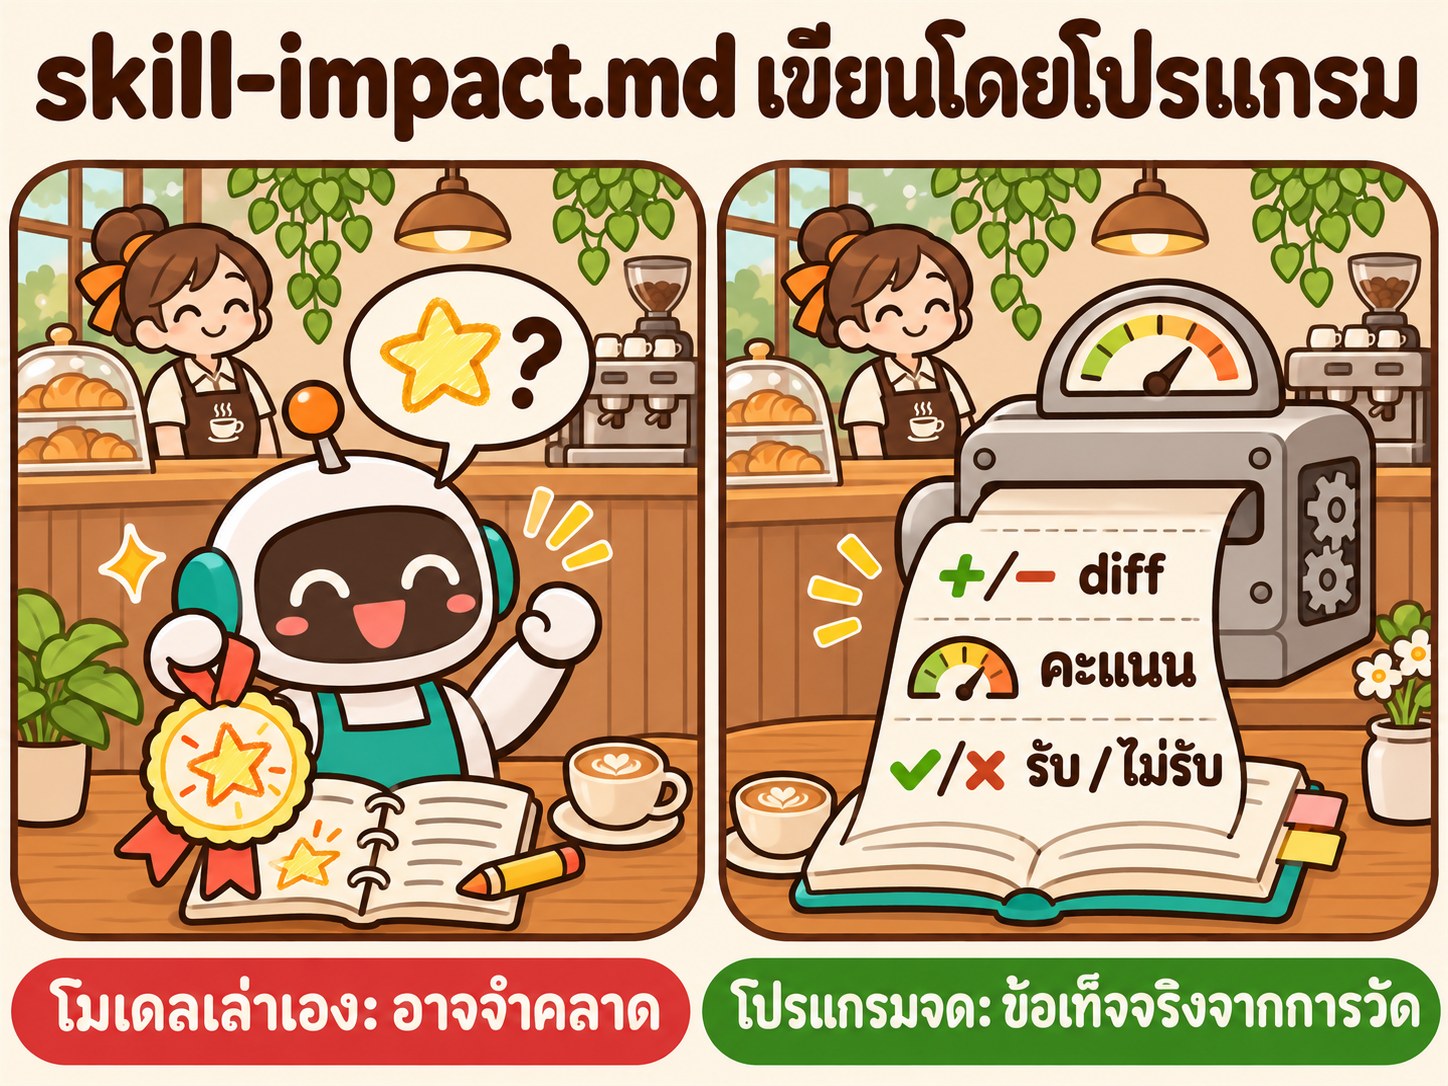 skill-impact.md เขียนโดยโปรแกรม
?
+/− diff
คะแนน
✓/✗ รับ / ไม่รับ
โมเดลเล่าเอง: อาจจำคลาด
โปรแกรมจด: ข้อเท็จจริงจากการวัด